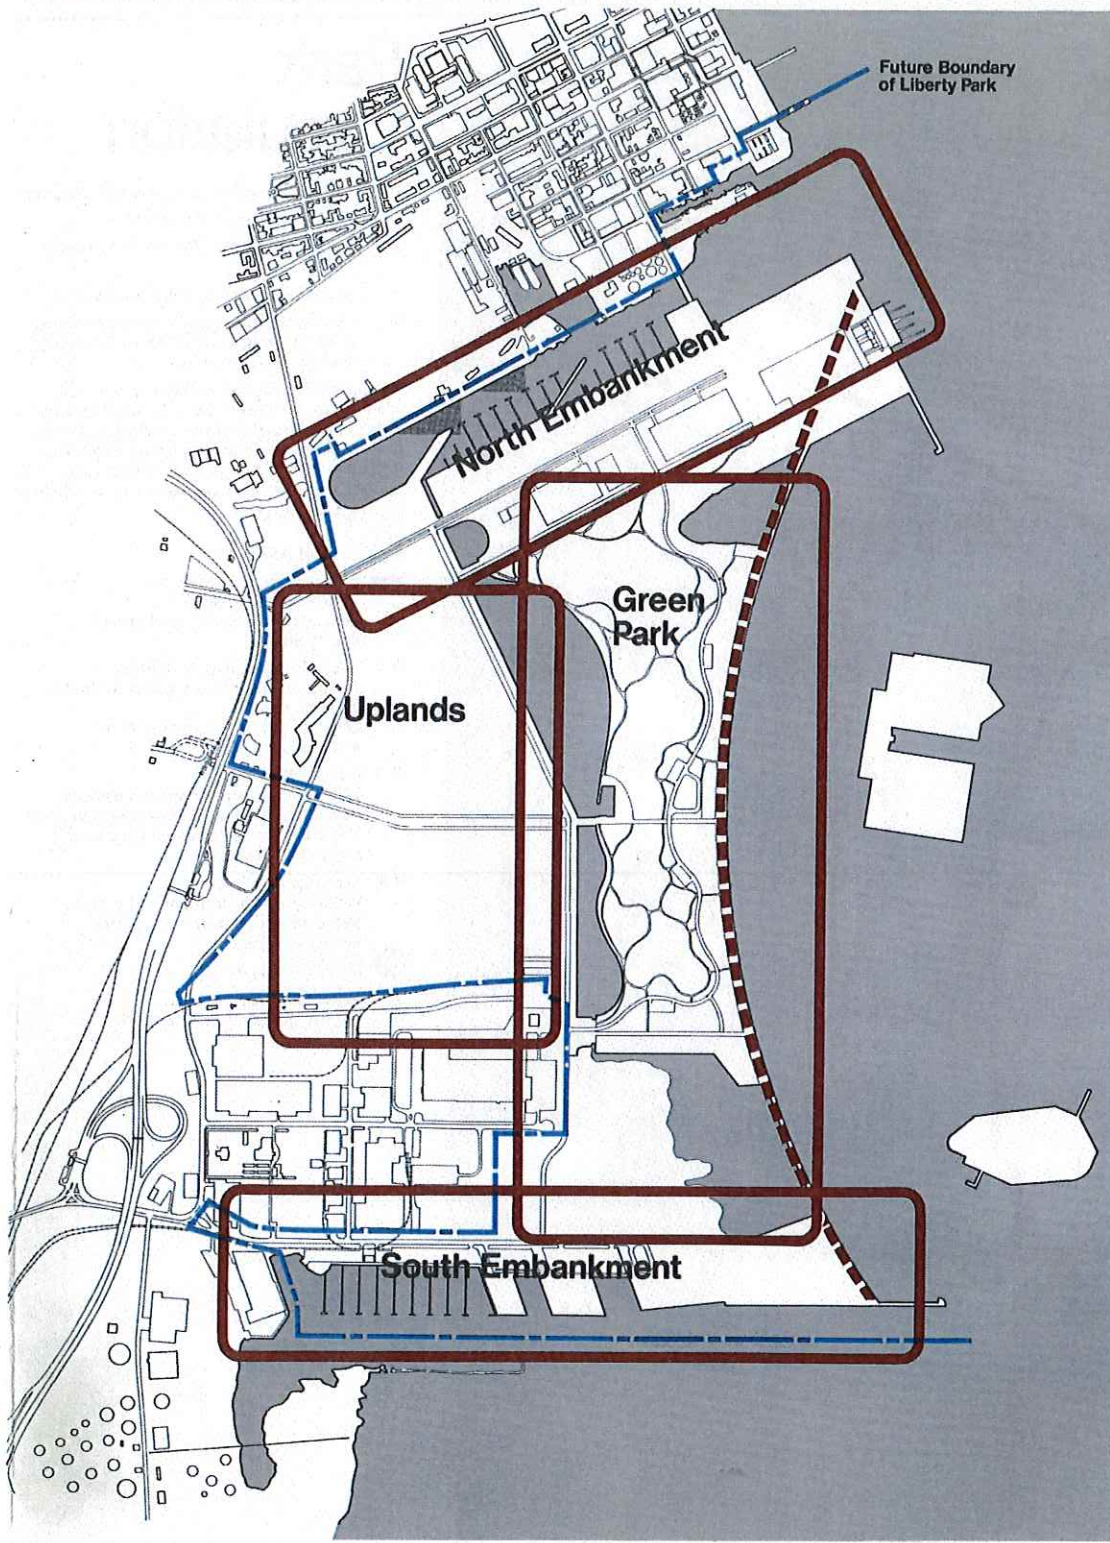 Future Boundary
of Liberty Park
North Embankment
Green
Park
Uplands
South Embankment